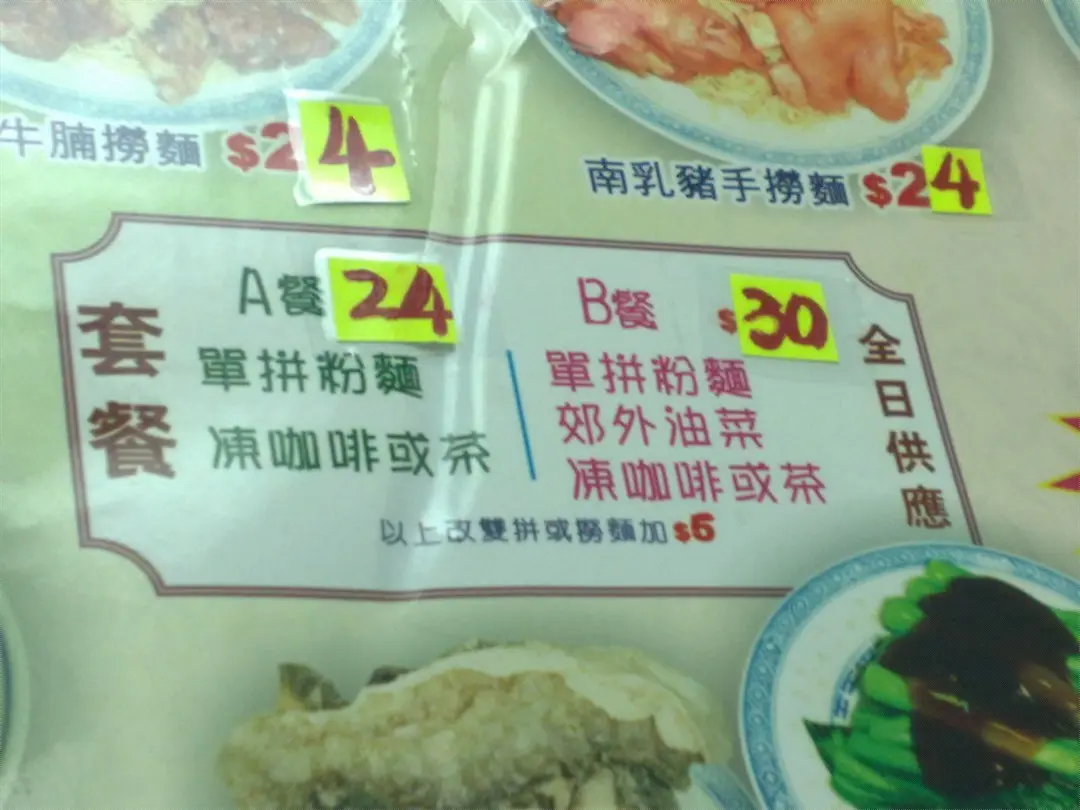 牛腩撈麵 $24
南乳豬手撈麵 $24
套餐
A餐 24
單拼粉麵
凍咖啡或茶
B餐 $30
單拼粉麵
郊外油菜
凍咖啡或茶
全日供應
以上改雙拼或撈麵加 $5